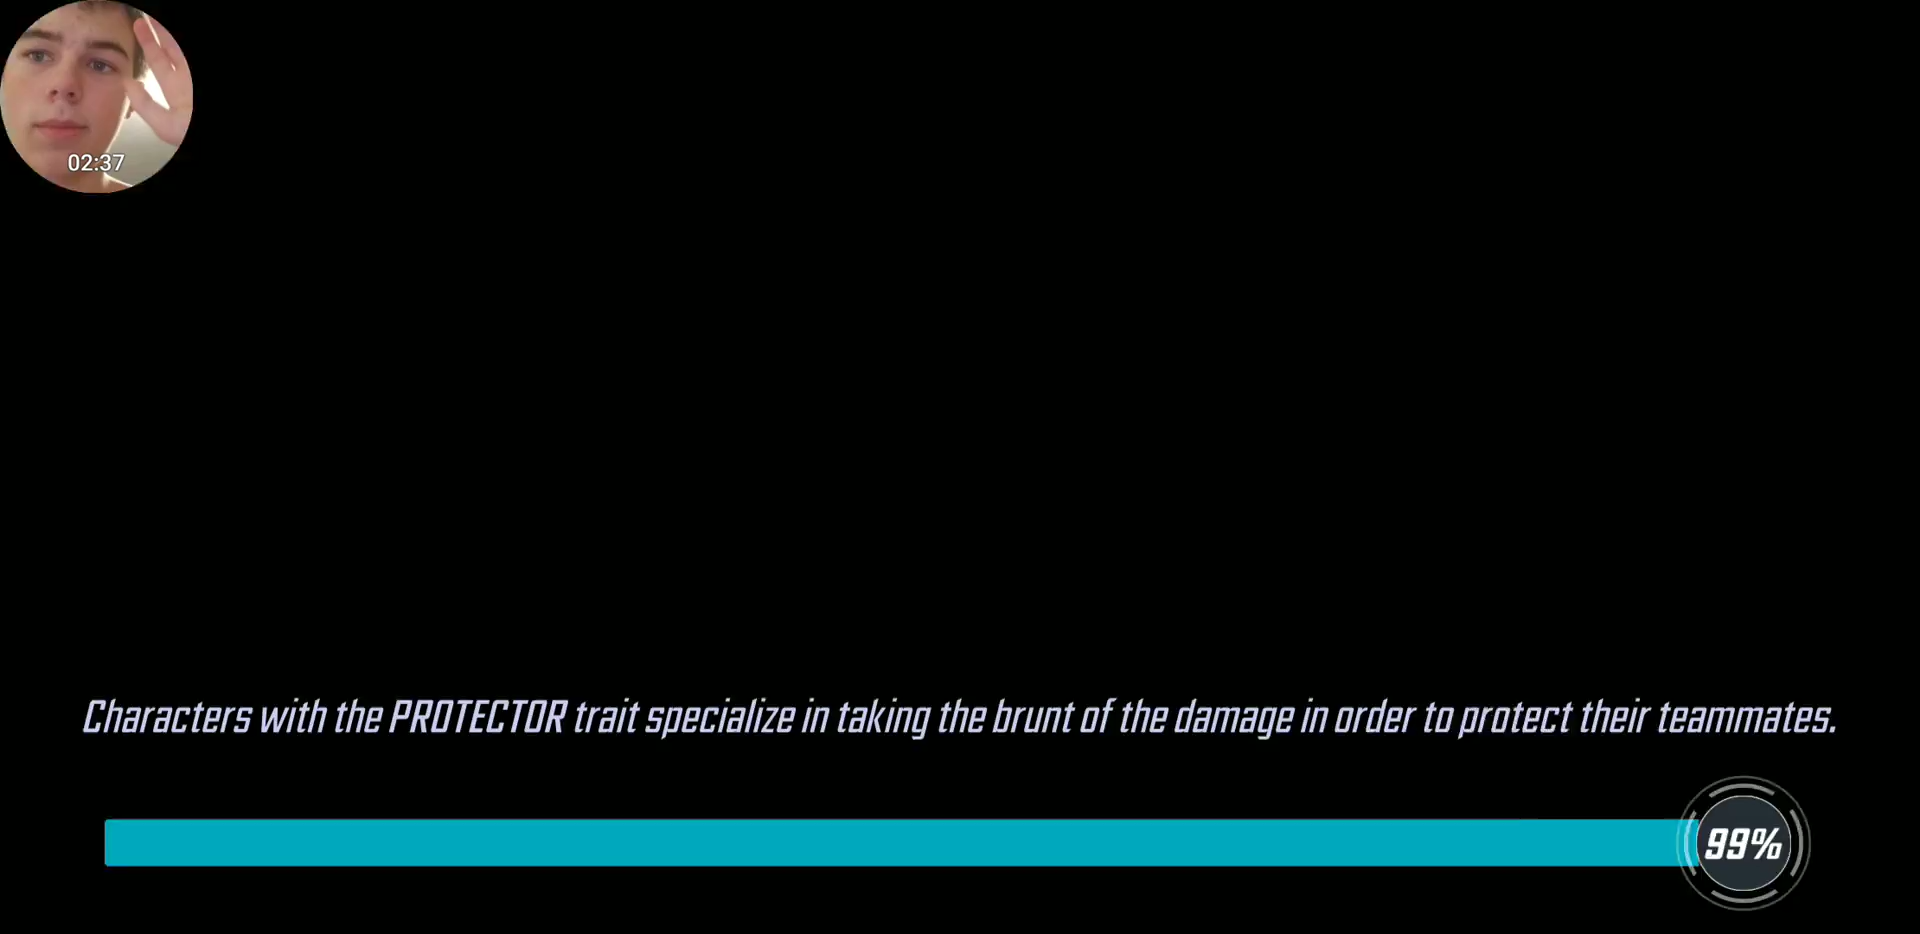 02:37
Characters with the PROTECTOR trait specialize in taking the brunt of the damage in order to protect their teammates.
99%